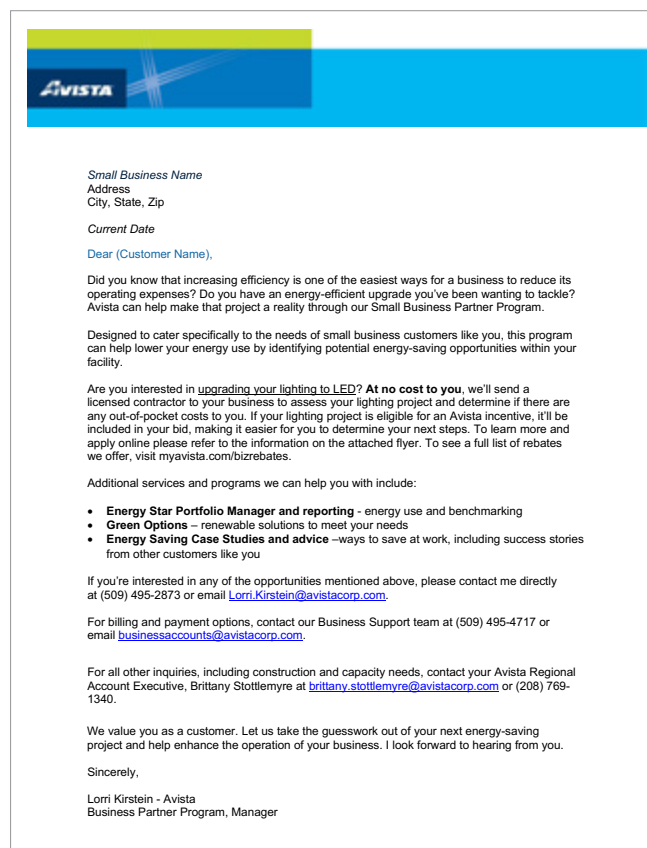 AVISTA
Small Business Name
Address
City, State, Zip
Current Date
Dear (Customer Name),
Did you know that increasing efficiency is one of the easiest ways for a business to reduce its
operating expenses? Do you have an energy-efficient upgrade you've been wanting to tackle?
Avista can help make that project a reality through our Small Business Partner Program.
Designed to cater specifically to the needs of small business customers like you, this program
can help lower your energy use by identifying potential energy-saving opportunities within your
facility.
Are you interested in upgrading your lighting to LED? At no cost to you, we'll send a
licensed contractor to your business to assess your lighting project and determine if there are
any out-of-pocket costs to you. If your lighting project is eligible for an Avista incentive, it'll be
included in your bid, making it easier for you to determine your next steps. To learn more and
apply online please refer to the information on the attached flyer. To see a full list of rebates
we offer, visit myavista.com/bizrebates.
Additional services and programs we can help you with include:
• Energy Star Portfolio Manager and reporting - energy use and benchmarking
• Green Options – renewable solutions to meet your needs
• Energy Saving Case Studies and advice –ways to save at work, including success stories
from other customers like you
If you're interested in any of the opportunities mentioned above, please contact me directly
at (509) 495-2873 or email Lorri.Kirstein@avistacorp.com.
For billing and payment options, contact our Business Support team at (509) 495-4717 or
email businessaccounts@avistacorp.com.
For all other inquiries, including construction and capacity needs, contact your Avista Regional
Account Executive, Brittany Stottlemyre at brittany.stottlemyre@avistacorp.com or (208) 769-
1340.
We value you as a customer. Let us take the guesswork out of your next energy-saving
project and help enhance the operation of your business. I look forward to hearing from you.
Sincerely,
Lorri Kirstein - Avista
Business Partner Program, Manager